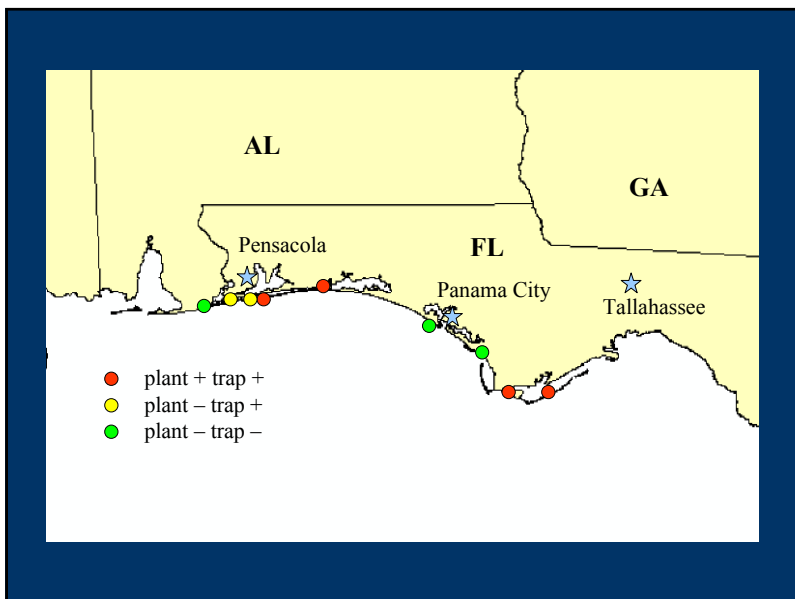 AL
GA
Pensacola
FL
Panama City
Tallahassee
plant + trap +
plant – trap +
plant – trap –